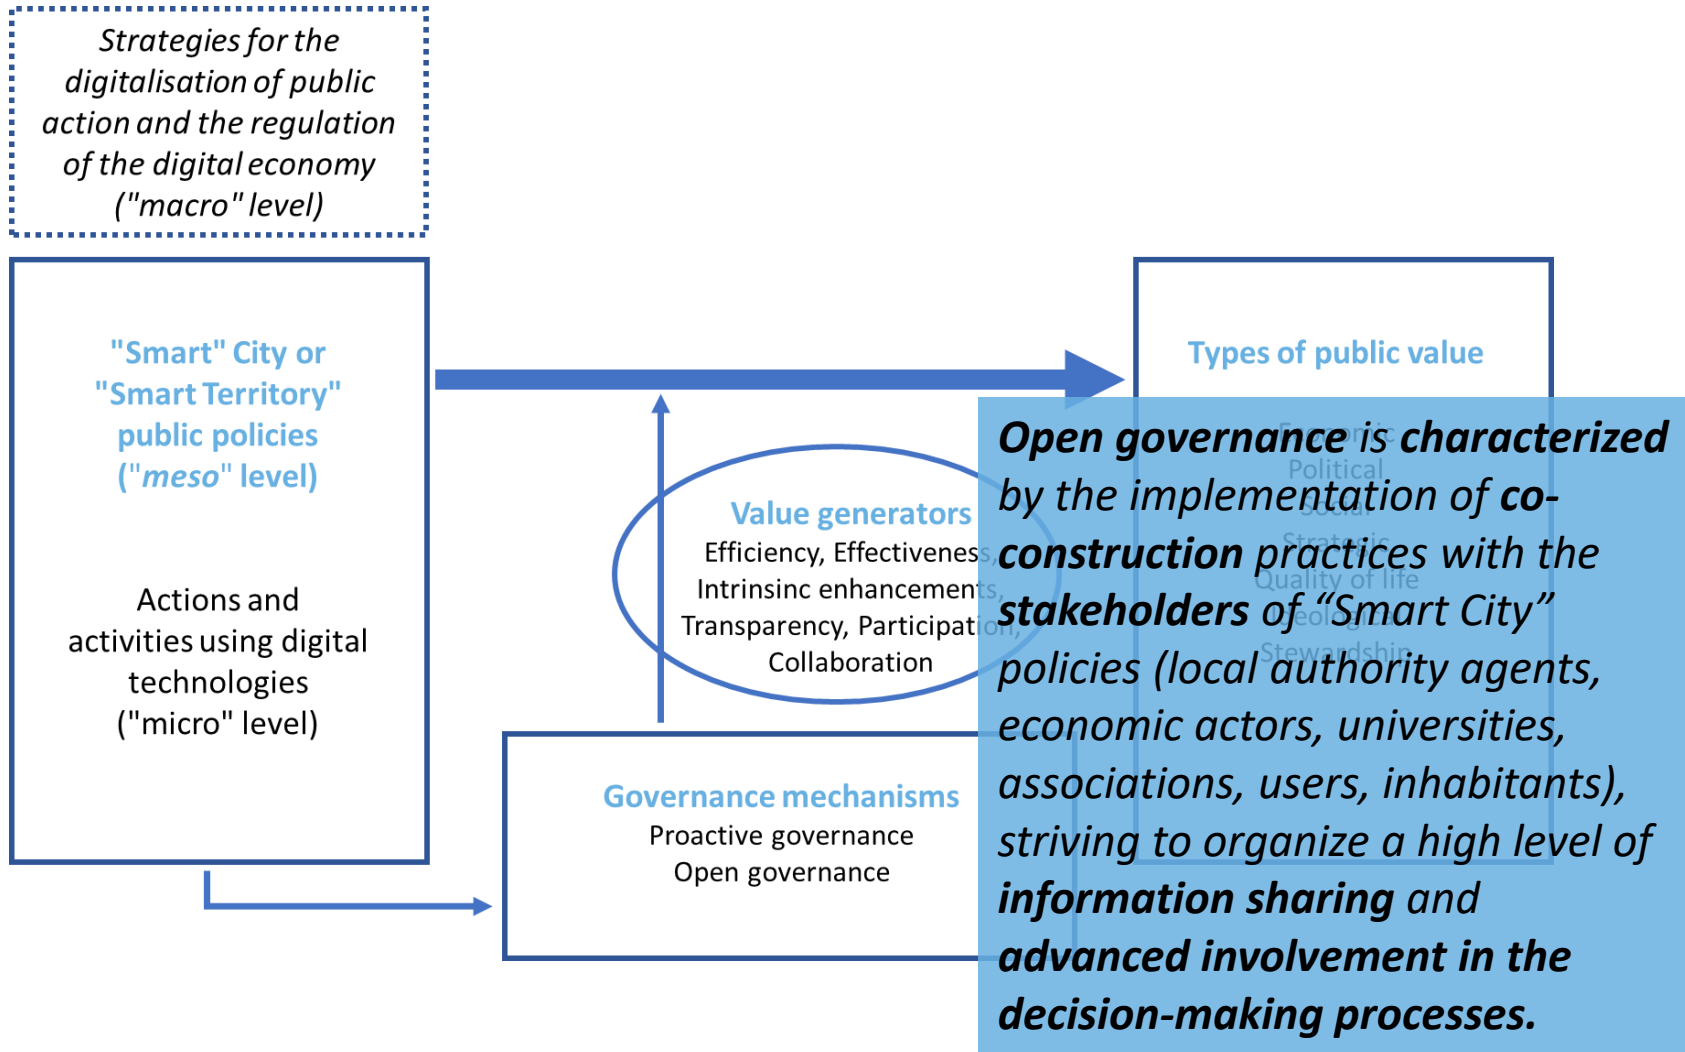 Strategies for the
digitalisation of public
action and the regulation
of the digital economy
("macro" level)
"Smart" City or
"Smart Territory"
public policies
("meso" level)
Actions and
activities using digital
technologies
("micro" level)
Value generators
Efficiency, Effectiveness,
Intrinsinc enhancements,
Transparency, Participation,
Collaboration
Governance mechanisms
Proactive governance
Open governance
Types of public value
Economic
Political
Social
Strategic
Quality of life
Ideological
Stewardship
Open governance is characterized
by the implementation of co-
construction practices with the
stakeholders of “Smart City”
policies (local authority agents,
economic actors, universities,
associations, users, inhabitants),
striving to organize a high level of
information sharing and
advanced involvement in the
decision-making processes.